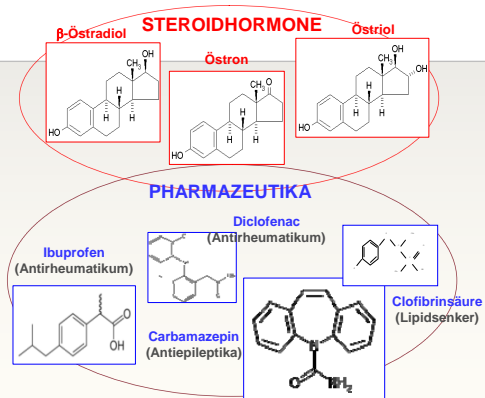 STEROIDHORMONE
β-Östradiol
Östron
Östriol
OH
CH₃
H
H
H
HO
CH₃
O
H
H
H
HO
OH
CH₃
OH
H
H
H
HO
PHARMAZEUTIKA
Diclofenac
(Antirheumatikum)
Ibuprofen
(Antirheumatikum)
O
OH
Carbamazepin
(Antiepileptika)
N
O
NH₂
Clofibrinsäure
(Lipidsenker)